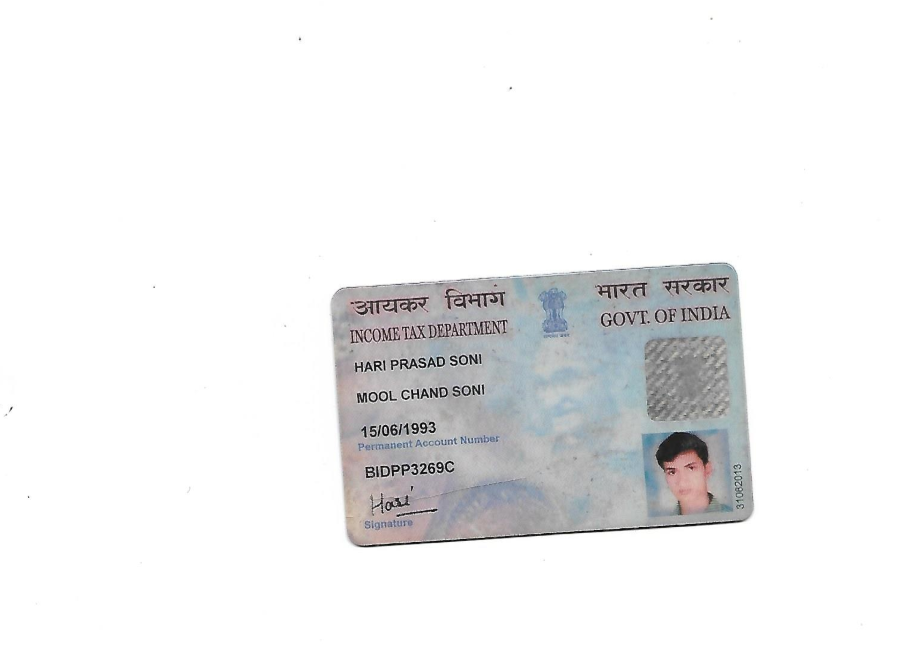 आयकर विभाग
भारत सरकार
INCOME TAX DEPARTMENT
GOVT. OF INDIA
HARI PRASAD SONI
MOOL CHAND SONI
15/06/1993
Permanent Account Number
BIDPP3269C
Hari
Signature
31082013